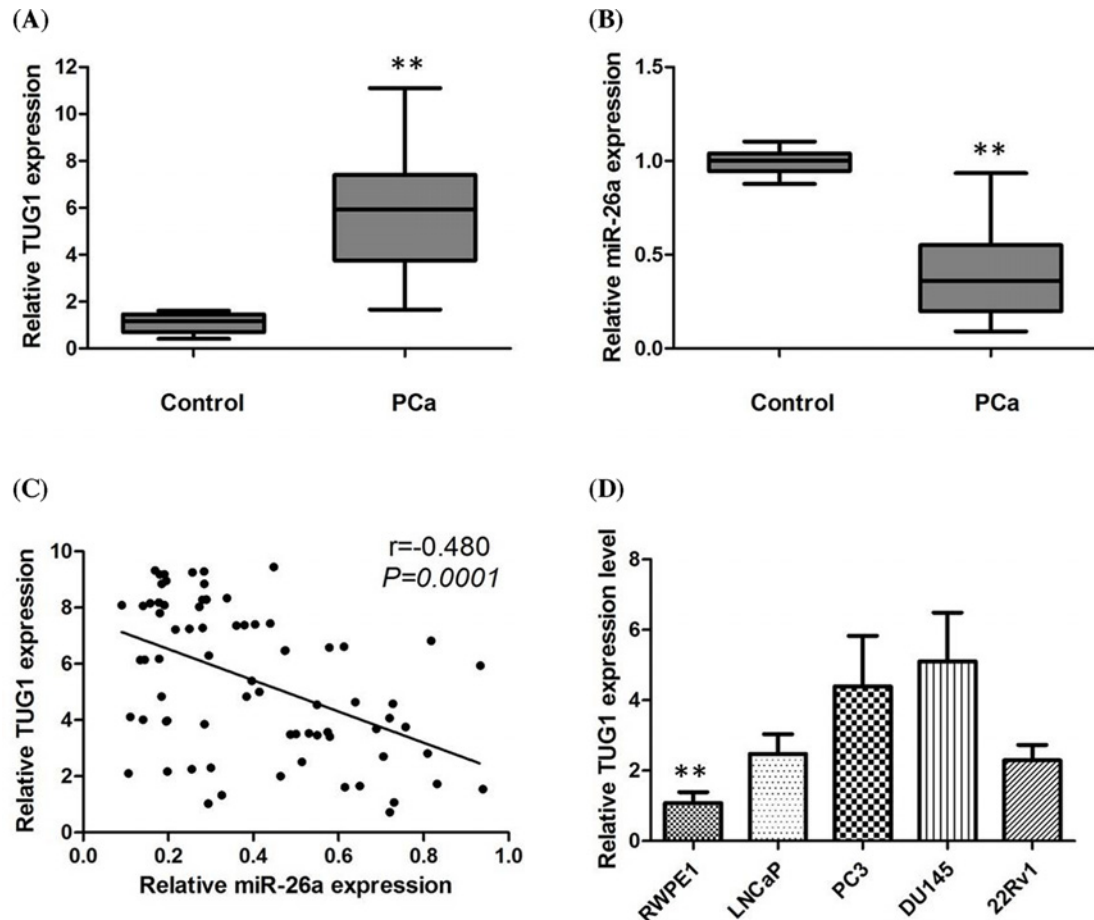 (A)
Relative TUG1 expression
12
10
8
6
4
2
0
**
Control
PCa
(B)
Relative miR-26a expression
1.5
1.0
0.5
0.0
**
Control
PCa
(C)
Relative TUG1 expression
10
8
6
4
2
0
r=-0.480
P=0.0001
0.0
0.2
0.4
0.6
0.8
1.0
Relative miR-26a expression
(D)
Relative TUG1 expression level
8
6
4
2
0
**
RWPE1
LNCaP
PC3
DU145
22Rv1